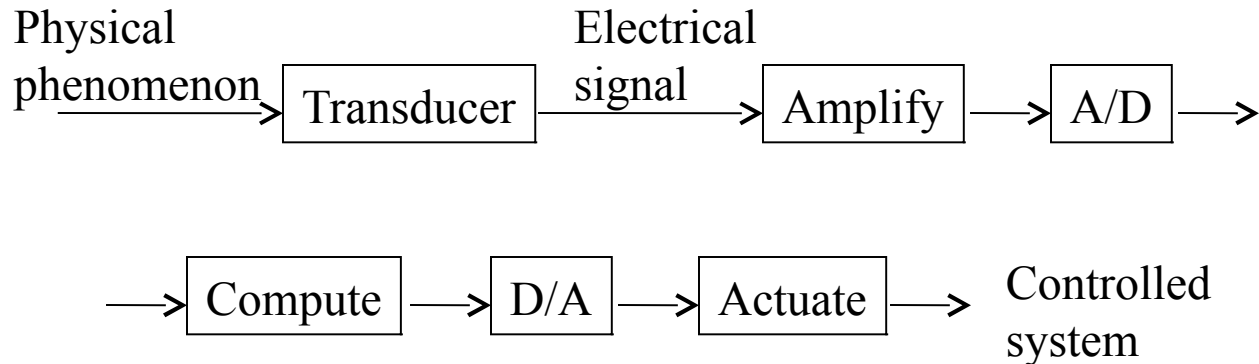 Physical
phenomenon
Transducer
Electrical
signal
Amplify
A/D
Compute
D/A
Actuate
Controlled
system